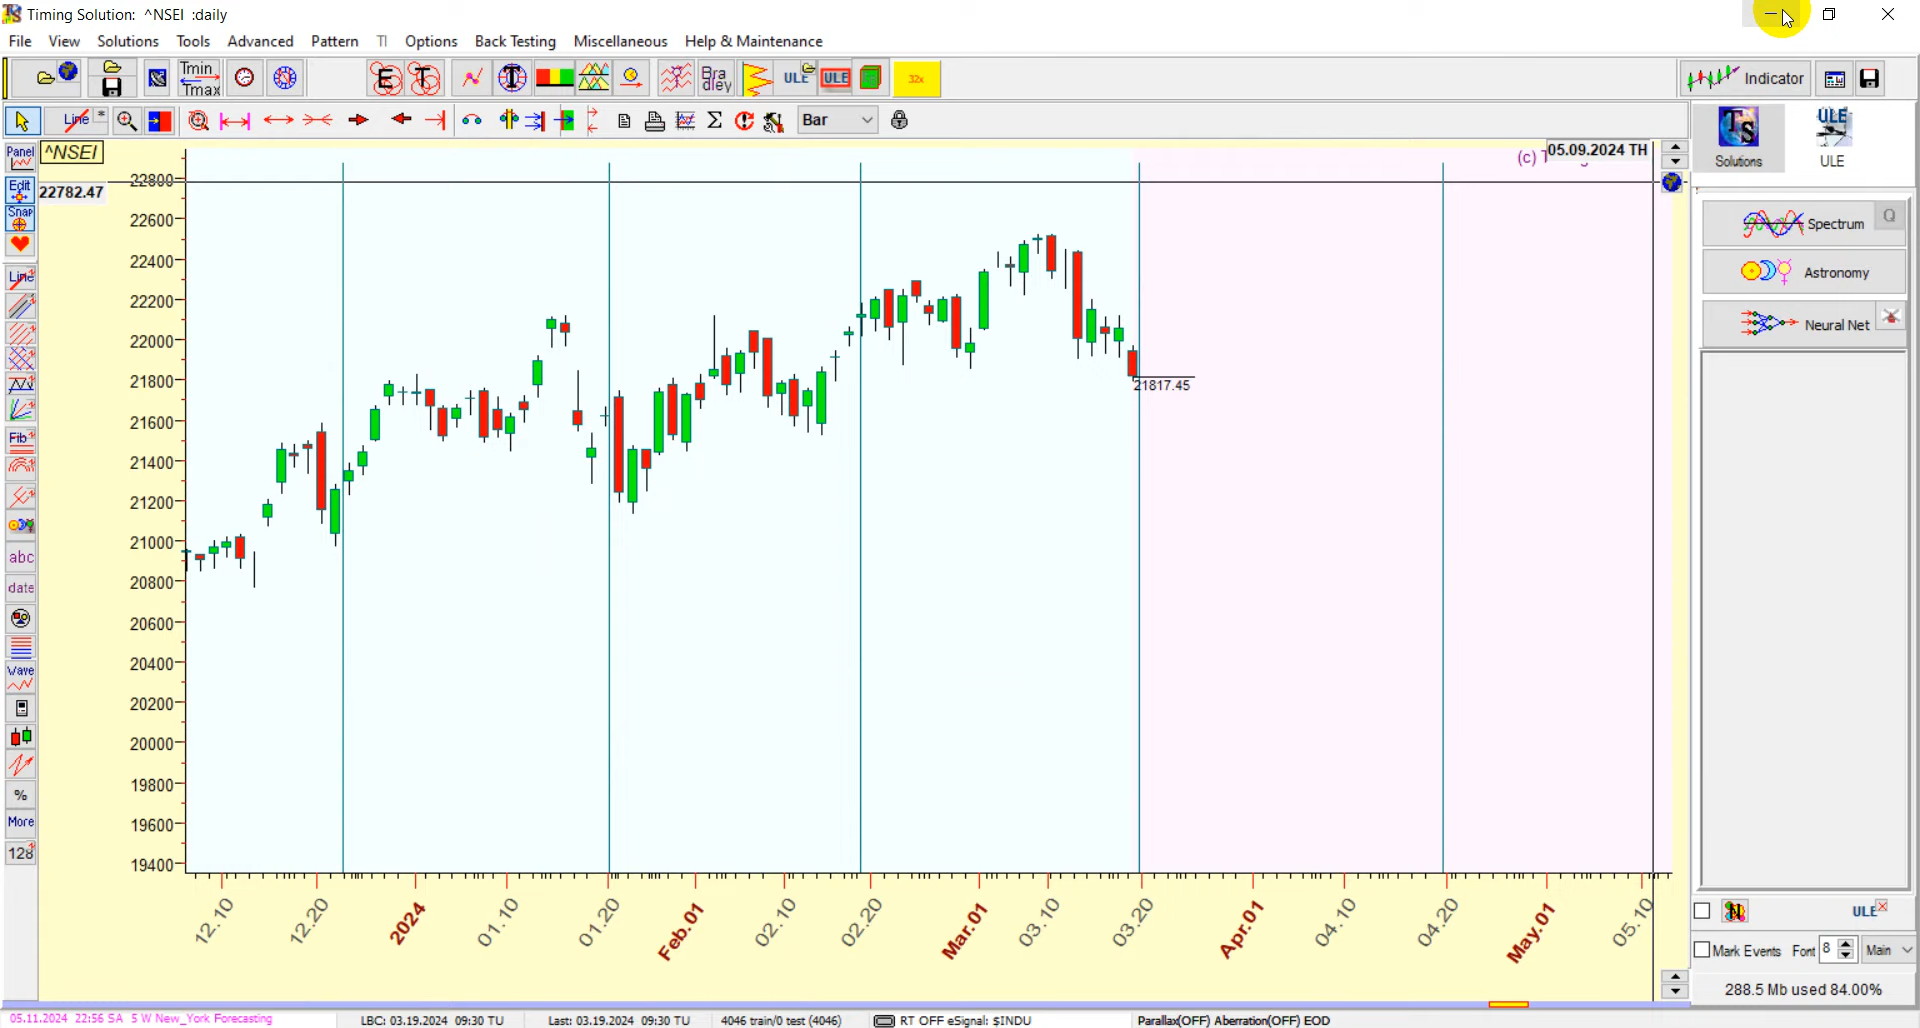 Timing Solution: ^NSEI :daily
File View Solutions Tools Advanced Pattern TI Options Back Testing Miscellaneous Help & Maintenance
Tmin
Tmax
E T T Bra
dley ULE ULE 32x Indicator
Line * Bar
TS
Solutions
ULE
ULE
Panel
^NSEI
05.09.2024 TH
(c) T
Edit
22782.47
Snap
22800
22600
22400
22200
22000
21800
21600
21400
21200
21000
20800
20600
20400
20200
20000
19800
19600
19400
21817.45
Spectrum Q
Astronomy
Neural Net
Line
Fib
abc
date
Wave
%
More
128
12.10 12.20 2024 01.10 01.20 Feb.01 02.10 02.20 Mar.01 03.10 03.20 Apr.01 04.10 04.20 May.01 05.10
N ULE
Mark Events Font 8 Main
288.5 Mb used 84.00%
05.11.2024 22:56 SA 5 W New_York Forecasting LBC: 03.19.2024 09:30 TU Last: 03.19.2024 09:30 TU 4046 train/0 test (4046) RT OFF eSignal: $INDU Parallax(OFF) Aberration(OFF) EOD